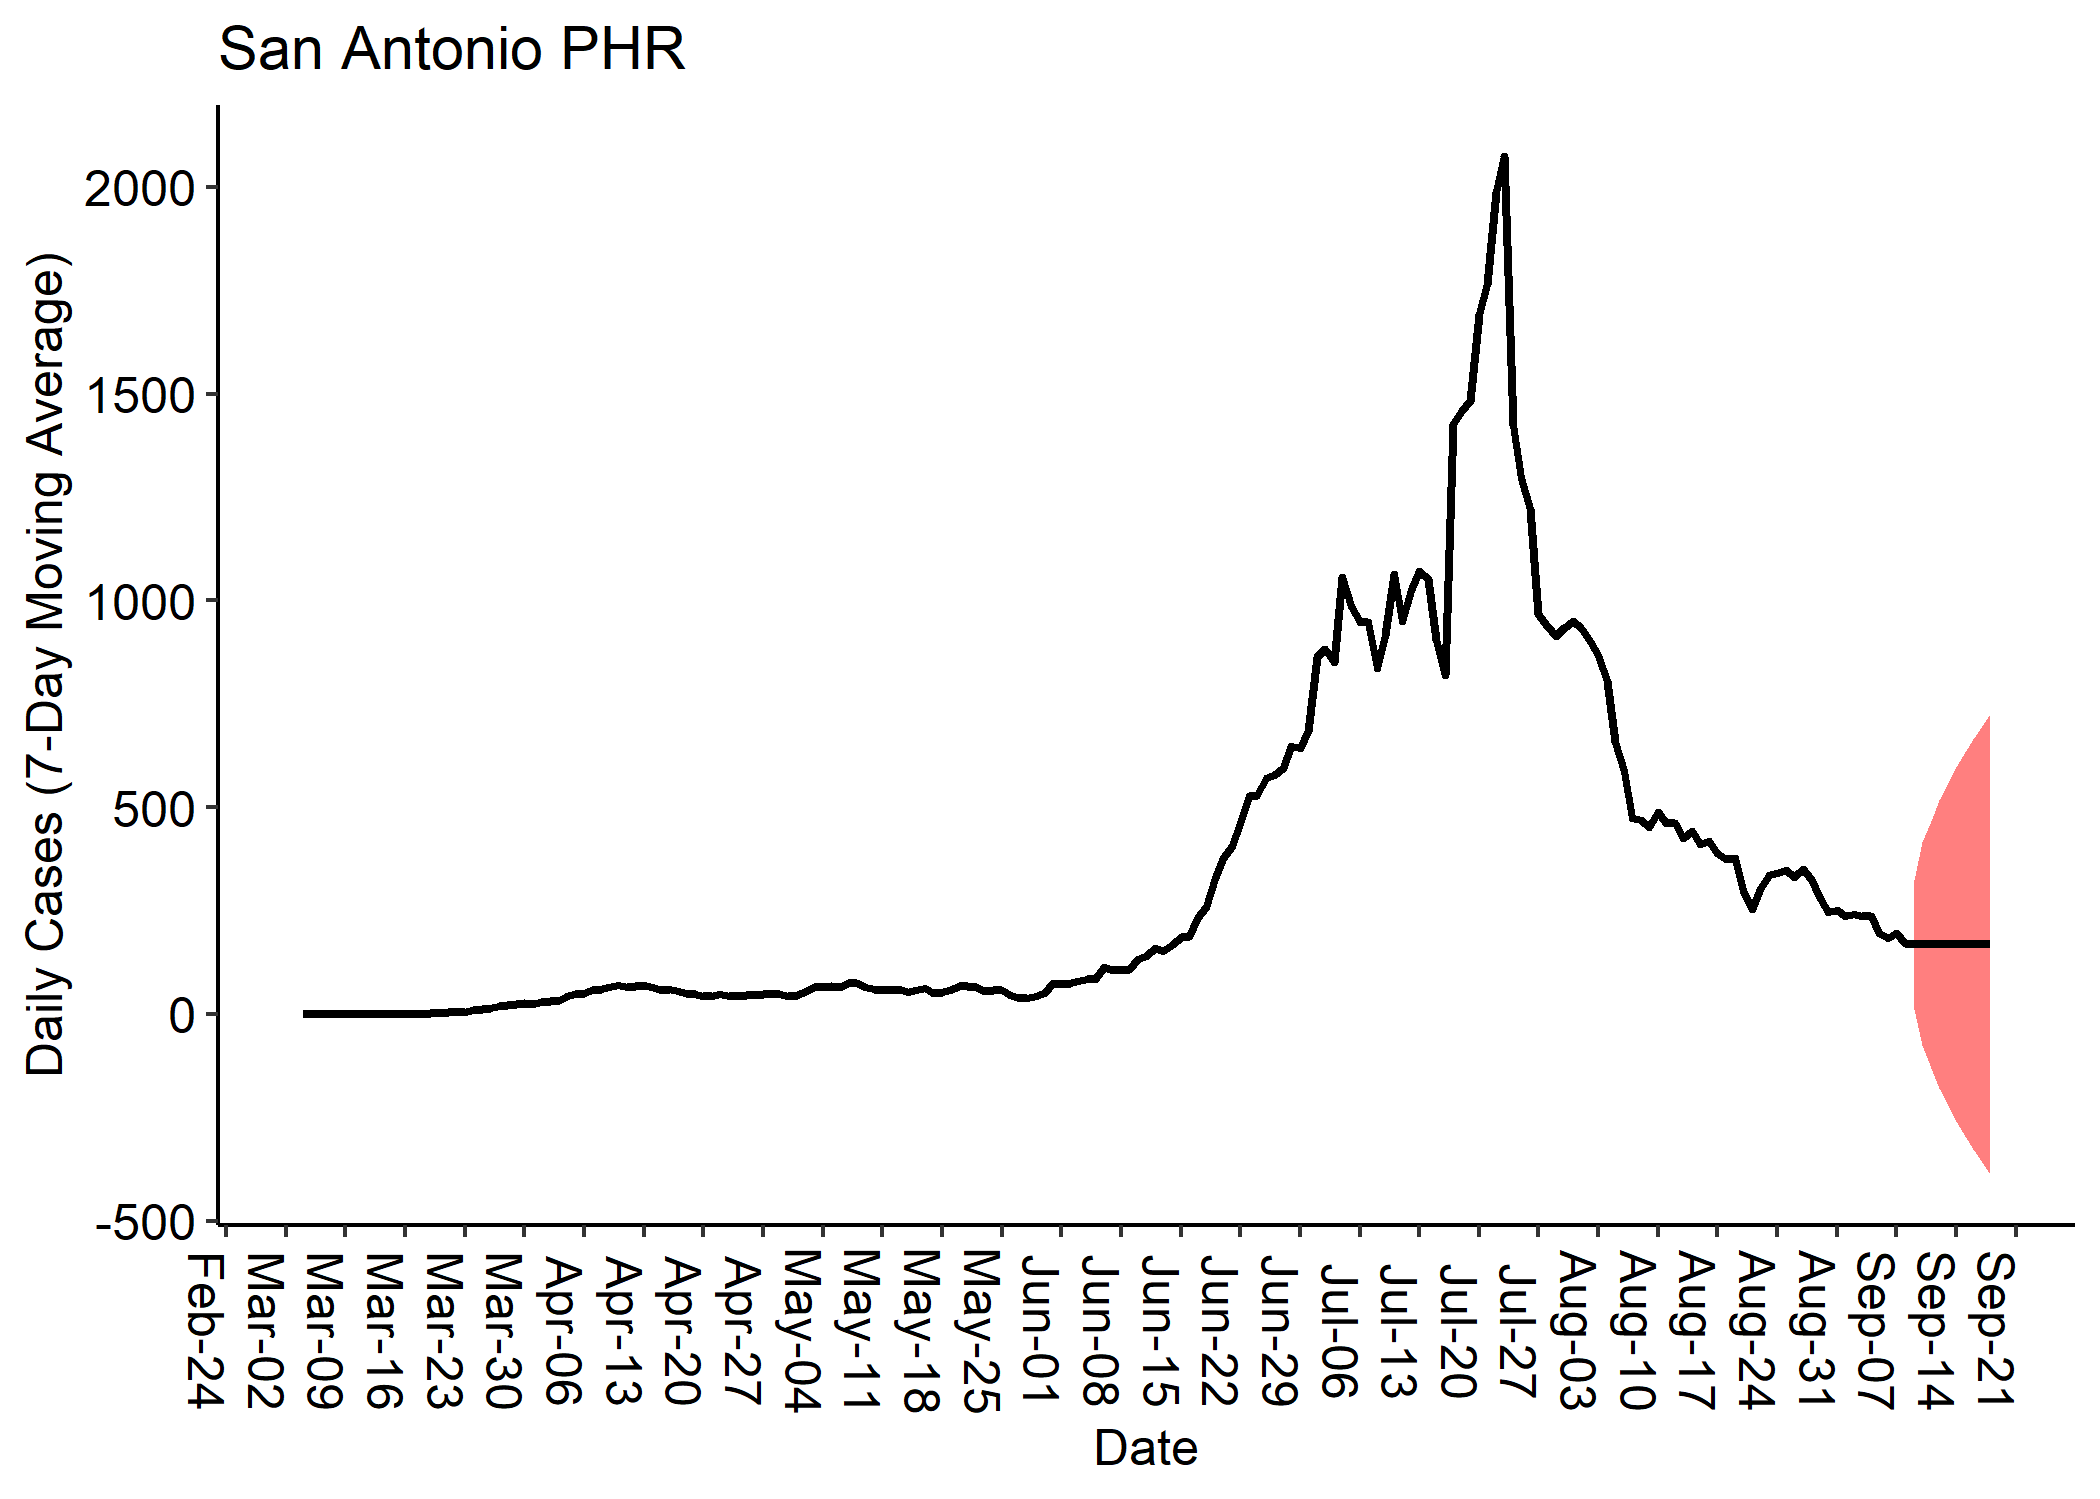 San Antonio PHR
Daily Cases (7-Day Moving Average)
2000
1500
1000
500
0
-500
Feb-24
Mar-02
Mar-09
Mar-16
Mar-23
Mar-30
Apr-06
Apr-13
Apr-20
Apr-27
May-04
May-11
May-18
May-25
Jun-01
Jun-08
Jun-15
Jun-22
Jun-29
Jul-06
Jul-13
Jul-20
Jul-27
Aug-03
Aug-10
Aug-17
Aug-24
Aug-31
Sep-07
Sep-14
Sep-21
Date